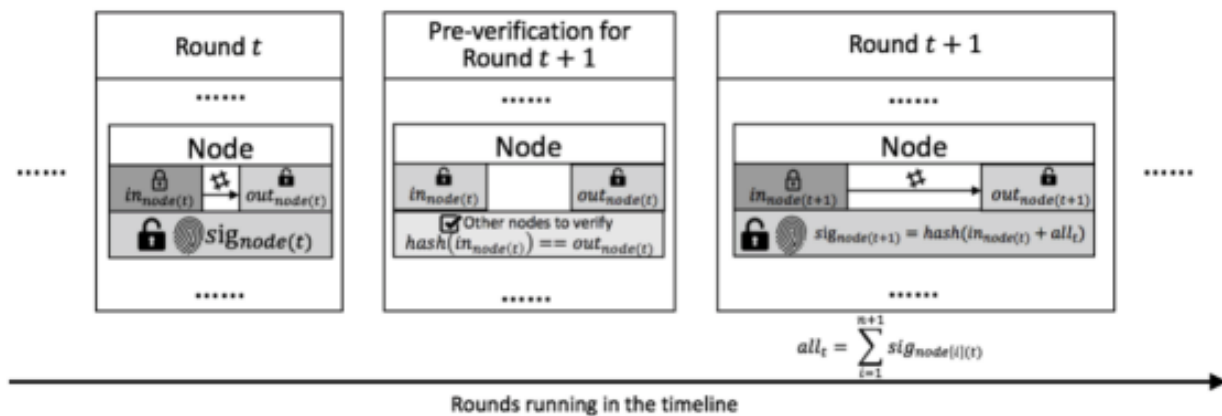 Round t
......
Node
in_node(t)
out_node(t)
sig_node(t)
......
Pre-verification for
Round t + 1
......
Node
in_node(t)
out_node(t)
Other nodes to verify
hash(in_node(t)) == out_node(t)
......
Round t + 1
......
Node
in_node(t+1)
out_node(t+1)
sig_node(t+1) = hash(in_node(t) + all_t)
......
all_t = ∑_{i=1}^{n+1} sig_node[i](t)
......
......
Rounds running in the timeline